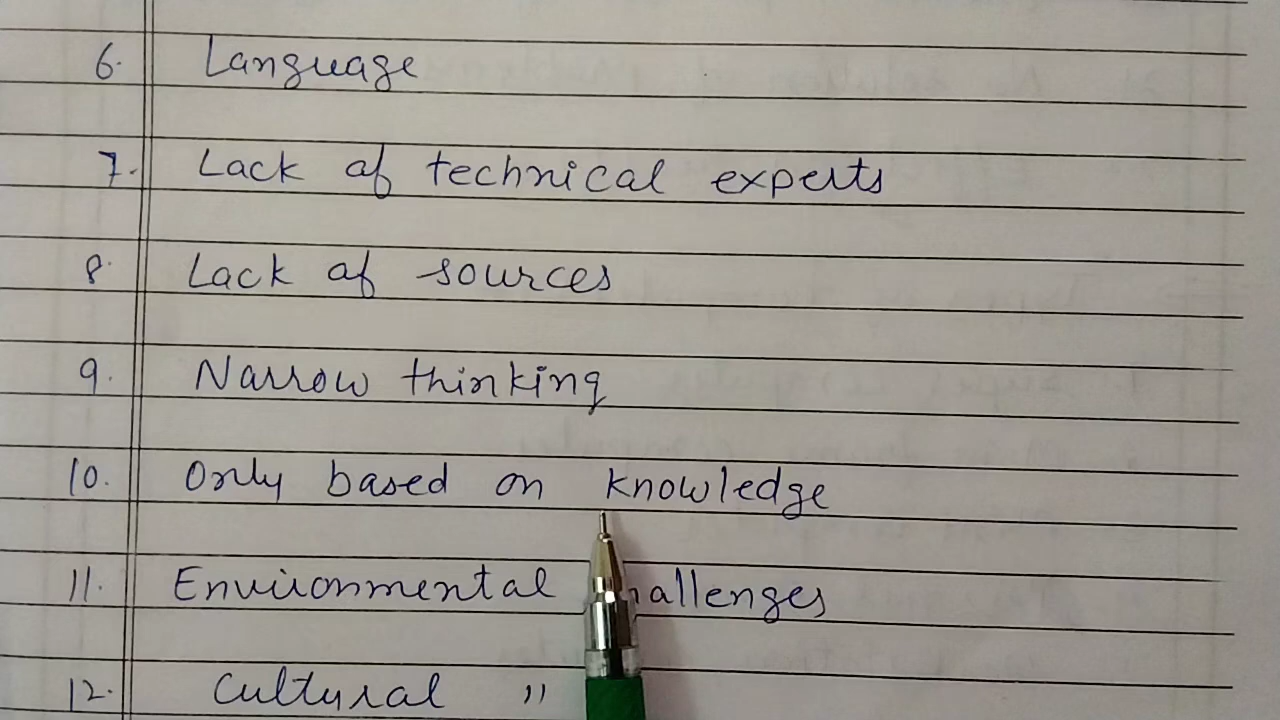 6. Language
7. Lack of technical experts
8. Lack of sources
9. Narrow thinking
10. Only based on knowledge
11. Environmental hallenges
12. Cultural "